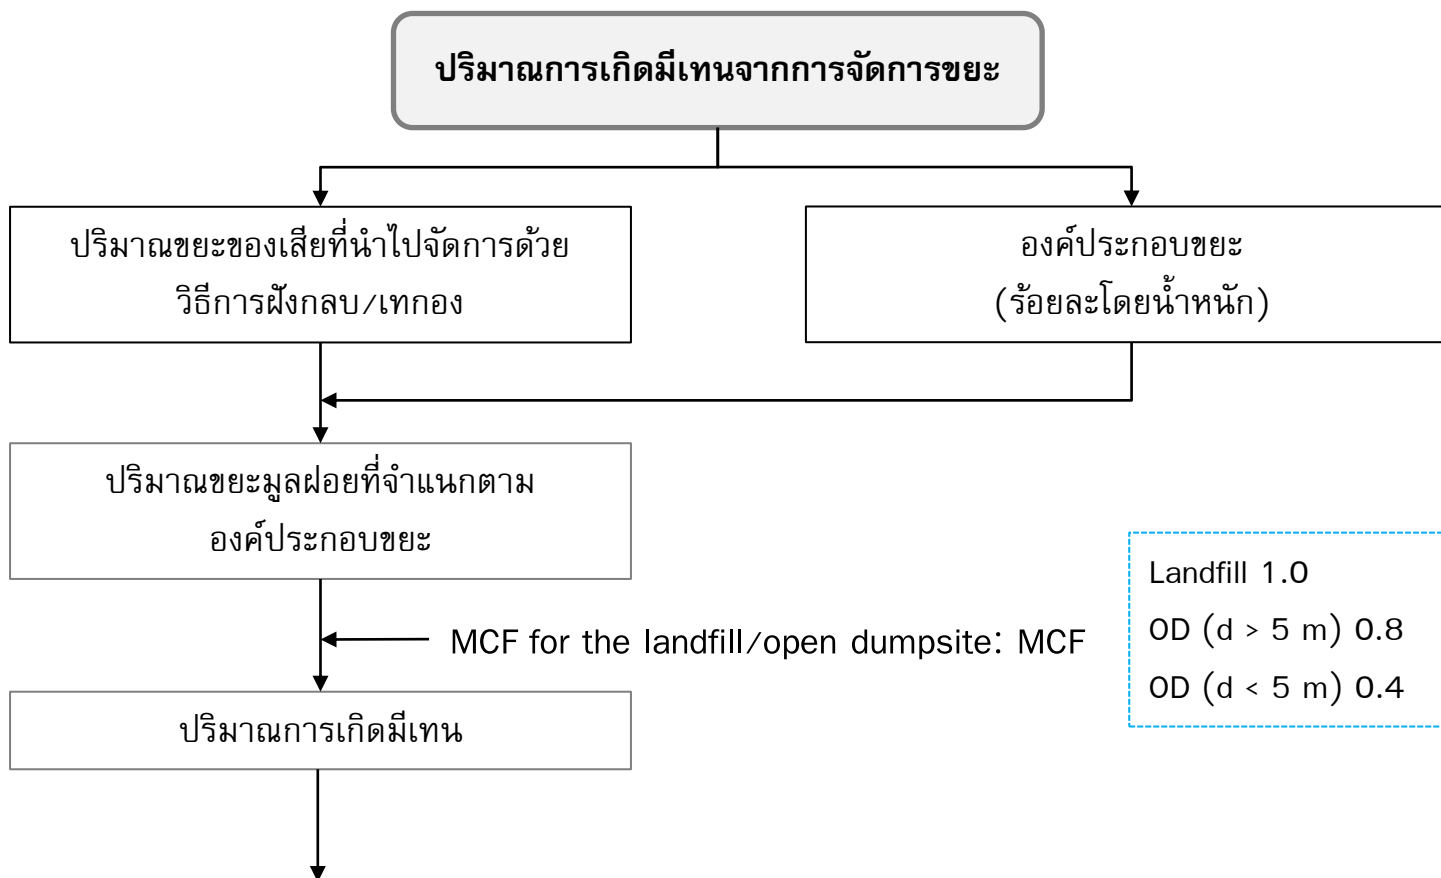 ปริมาณการเกิดมีเทนจากการจัดการขยะ
ปริมาณขยะของเสียที่นำไปจัดการด้วย
วิธีการฝังกลบ/เทกอง
องค์ประกอบขยะ
(ร้อยละโดยน้ำหนัก)
ปริมาณขยะมูลฝอยที่จำแนกตาม
องค์ประกอบขยะ
MCF for the landfill/open dumpsite: MCF
Landfill 1.0
OD (d > 5 m) 0.8
OD (d < 5 m) 0.4
ปริมาณการเกิดมีเทน